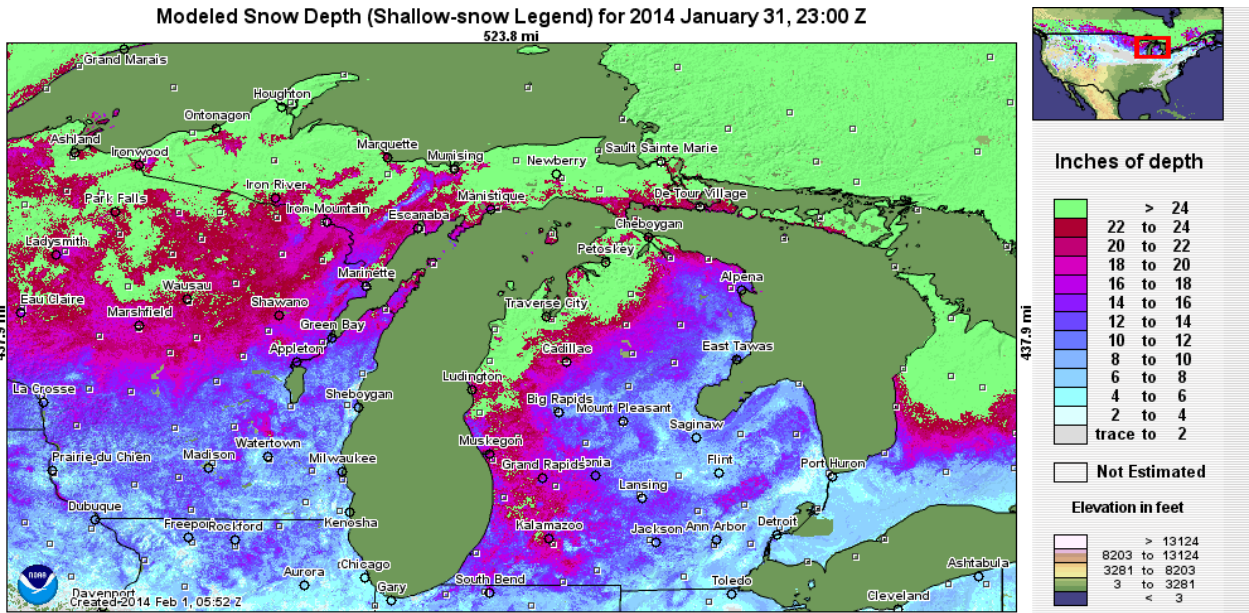 Modeled Snow Depth (Shallow-snow Legend) for 2014 January 31, 23:00 Z
523.8 mi
Grand Marais
Houghton
Ontonagon
Ashland
Ironwood
Marquette
Munising
Newberry
Sault Sainte Marie
Iron River
Park Falls
Iron Mountain
Escanaba
Manistique
De Tour Village
Cheboygan
Ladysmith
Petoskey
Marinette
Alpena
Wausau
Eau Claire
Marshfield
Shawano
Traverse City
437.9 mi
437.9 mi
Green Bay
Appleton
Cadillac
East Tawas
La Crosse
Ludington
Sheboygan
Big Rapids
Mount Pleasant
Saginaw
Watertown
Muskegon
Prairie du Chien
Madison
Milwaukee
Grand Rapids
onia
Flint
Port Huron
Lansing
Dubuque
Freepor
Rockford
Kenosha
Kalamazoo
Jackson
Ann Arbor
Detroit
Chicago
Aurora
Gary
South Bend
Toledo
Ashtabula
Cleveland
Davenport
NOAA
Created 2014 Feb 1, 05:52 Z
Inches of depth
> 24
22 to 24
20 to 22
18 to 20
16 to 18
14 to 16
12 to 14
10 to 12
8 to 10
6 to 8
4 to 6
2 to 4
trace to 2
Not Estimated
Elevation in feet
> 13124
8203 to 13124
3281 to 8203
3 to 3281
< 3